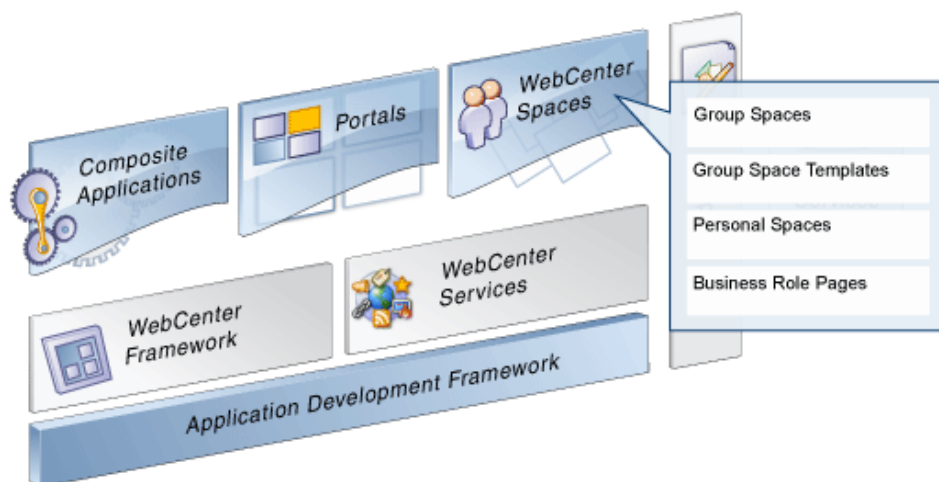 Composite
Applications
Portals
WebCenter
Spaces
Group Spaces
Group Space Templates
Personal Spaces
Business Role Pages
WebCenter
Framework
WebCenter
Services
Application Development Framework